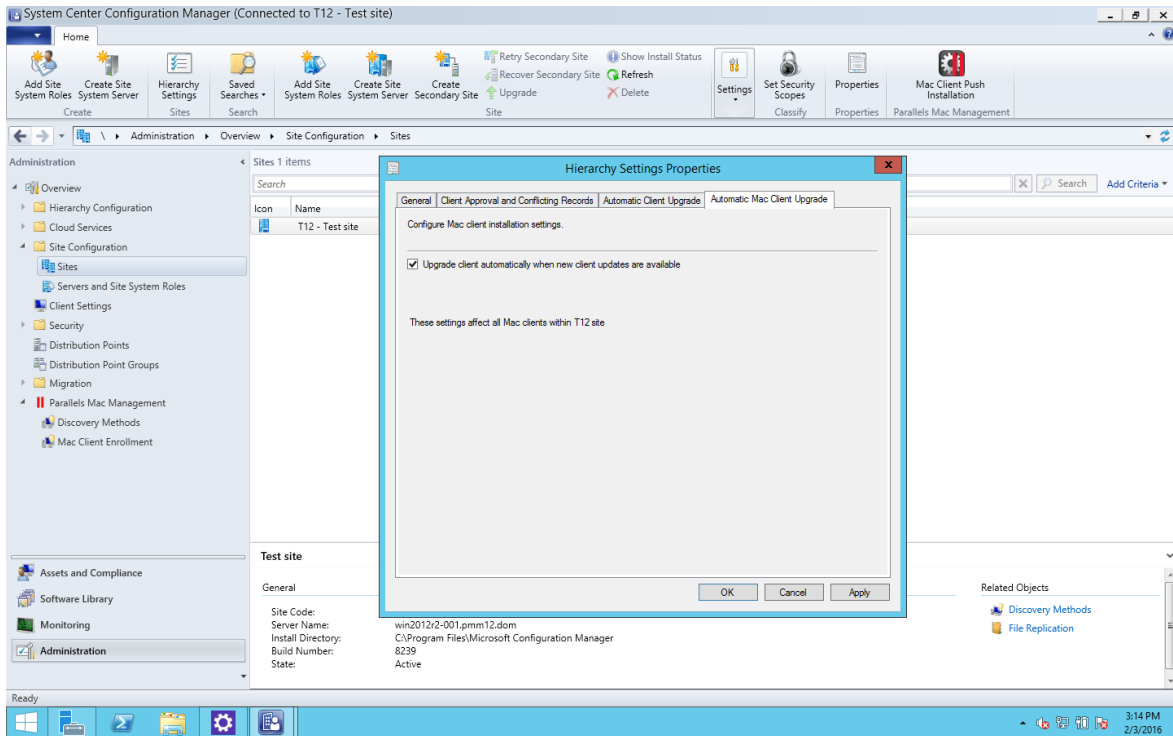 System Center Configuration Manager (Connected to T12 - Test site)
Home
Add Site System Roles
Create Site System Server
Create
Hierarchy Settings
Sites
Saved Searches
Search
Add Site System Roles
Create Site System Server
Create Secondary Site
Retry Secondary Site
Recover Secondary Site
Upgrade
Show Install Status
Refresh
Delete
Site
Settings
Set Security Scopes
Classify
Properties
Properties
Mac Client Push Installation
Parallels Mac Management
\ Administration Overview Site Configuration Sites
Administration
Overview
Hierarchy Configuration
Cloud Services
Site Configuration
Sites
Servers and Site System Roles
Client Settings
Security
Distribution Points
Distribution Point Groups
Migration
Parallels Mac Management
Discovery Methods
Mac Client Enrollment
Assets and Compliance
Software Library
Monitoring
Administration
Sites 1 items
Search
Search
Add Criteria
Icon Name
T12 - Test site
Hierarchy Settings Properties
x
General Client Approval and Conflicting Records Automatic Client Upgrade Automatic Mac Client Upgrade
Configure Mac client installation settings.
Upgrade client automatically when new client updates are available
These settings affect all Mac clients within T12 site
OK Cancel Apply
Test site
General
Site Code:
Server Name: win2012r2-001.pmm12.dom
Install Directory: C:\Program Files\Microsoft Configuration Manager
Build Number: 8239
State: Active
Related Objects
Discovery Methods
File Replication
Ready
3:14 PM
2/3/2016